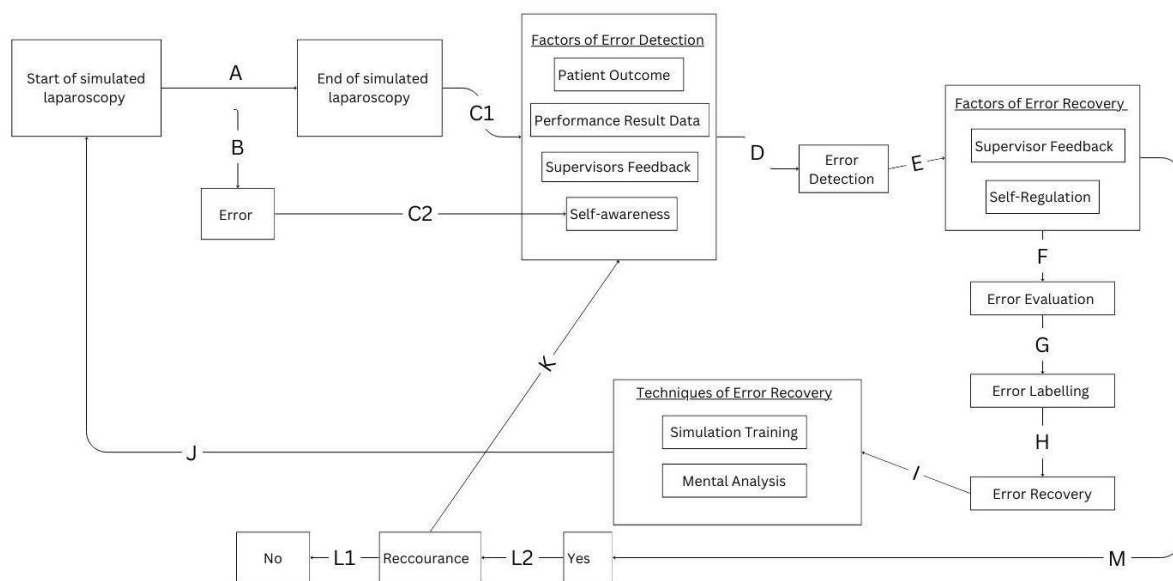 Start of simulated
laparoscopy
A
End of simulated
laparoscopy
B
Error
C1
C2
Factors of Error Detection
Patient Outcome
Performance Result Data
Supervisors Feedback
Self-awareness
D
Error
Detection
E
Factors of Error Recovery
Supervisor Feedback
Self-Regulation
F
Error Evaluation
G
Error Labelling
H
Error Recovery
I
Techniques of Error Recovery
Simulation Training
Mental Analysis
J
K
No
L1
Reccourance
L2
Yes
M